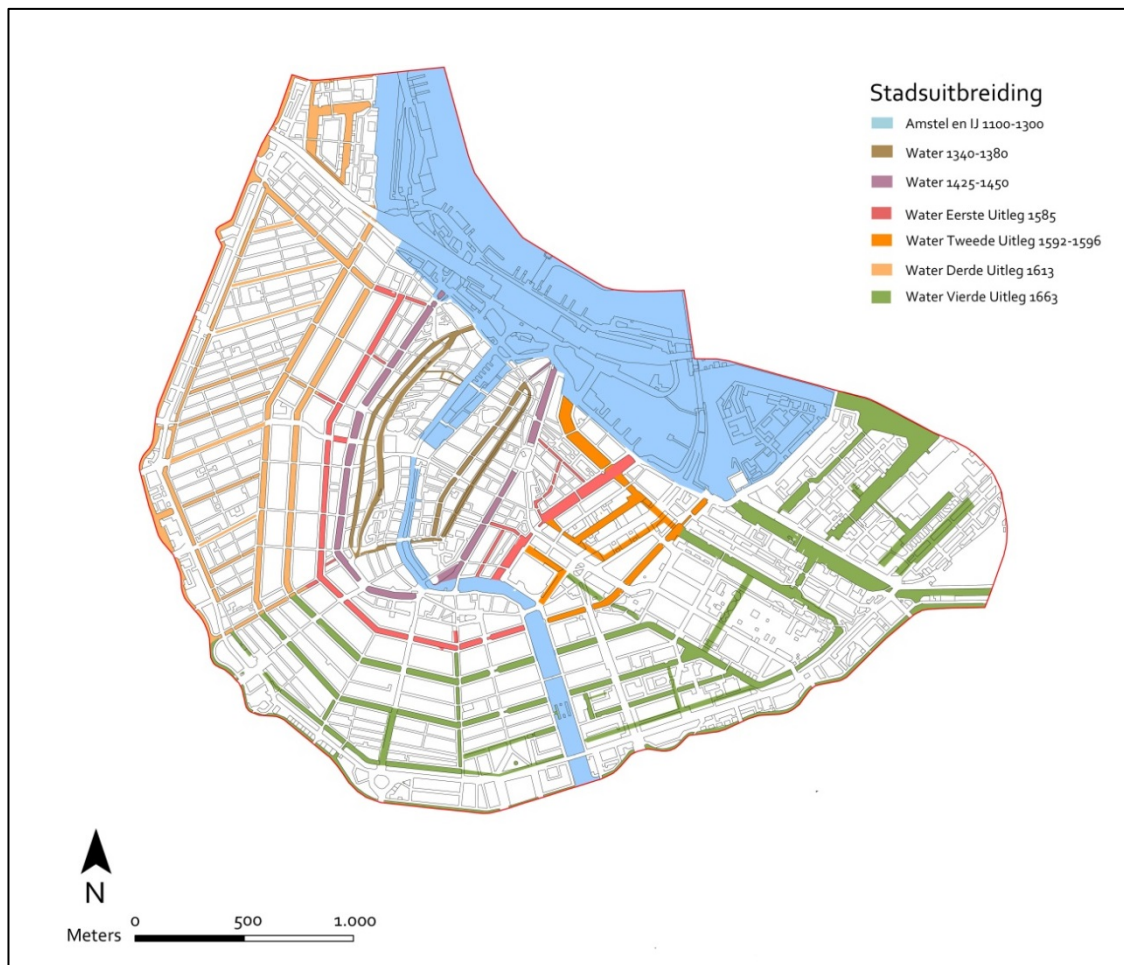 Stadsuitbreiding
Amstel en IJ 1100-1300
Water 1340-1380
Water 1425-1450
Water Eerste Uitleg 1585
Water Tweede Uitleg 1592-1596
Water Derde Uitleg 1613
Water Vierde Uitleg 1663
N
0 500 1.000
Meters